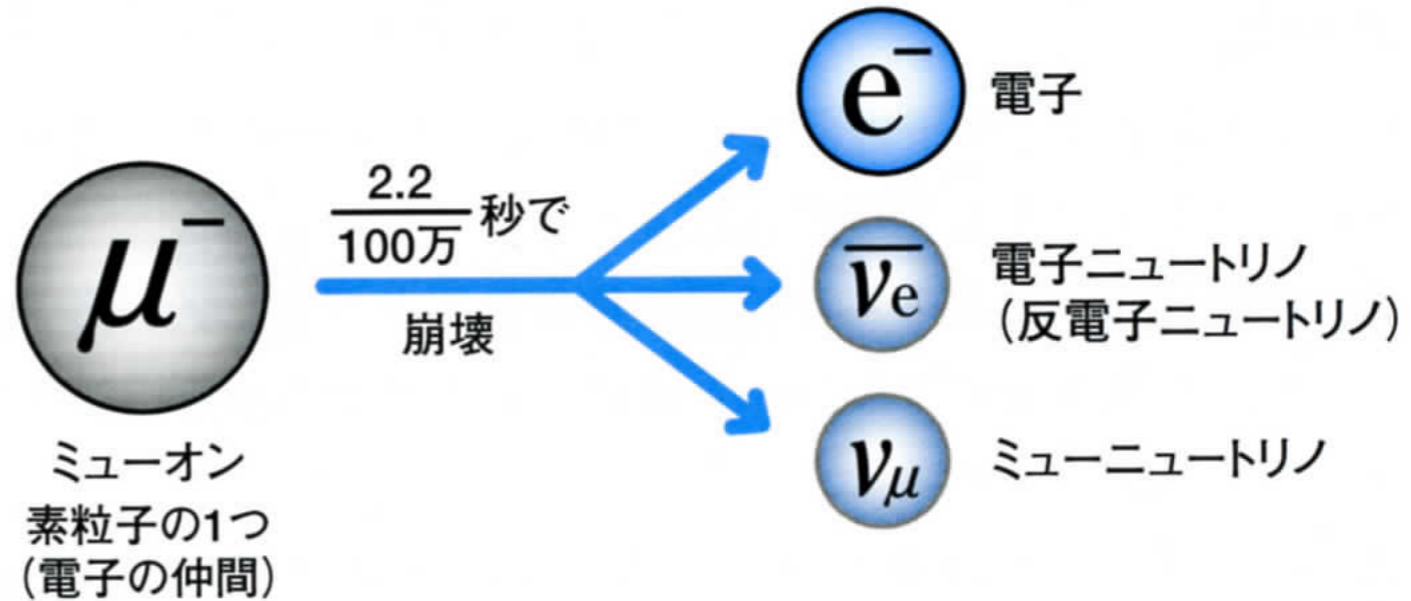 μ⁻
ミューオン
素粒子の1つ
(電子の仲間)
2.2
100万
秒で
崩壊
e⁻
電子
ν̅e
電子ニュートリノ
(反電子ニュートリノ)
νμ
ミューニュートリノ